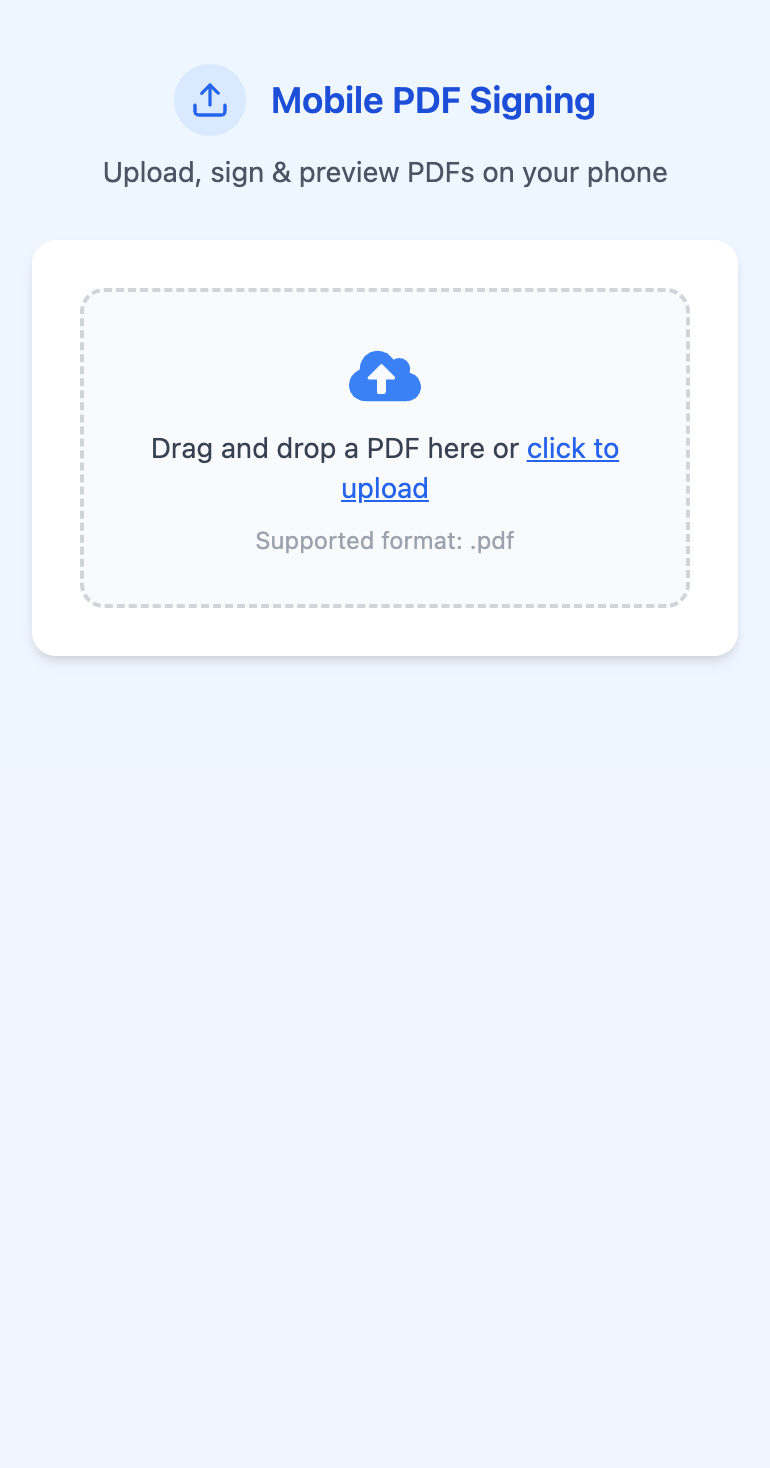 Mobile PDF Signing
Upload, sign & preview PDFs on your phone
Drag and drop a PDF here or click to
upload
Supported format: .pdf